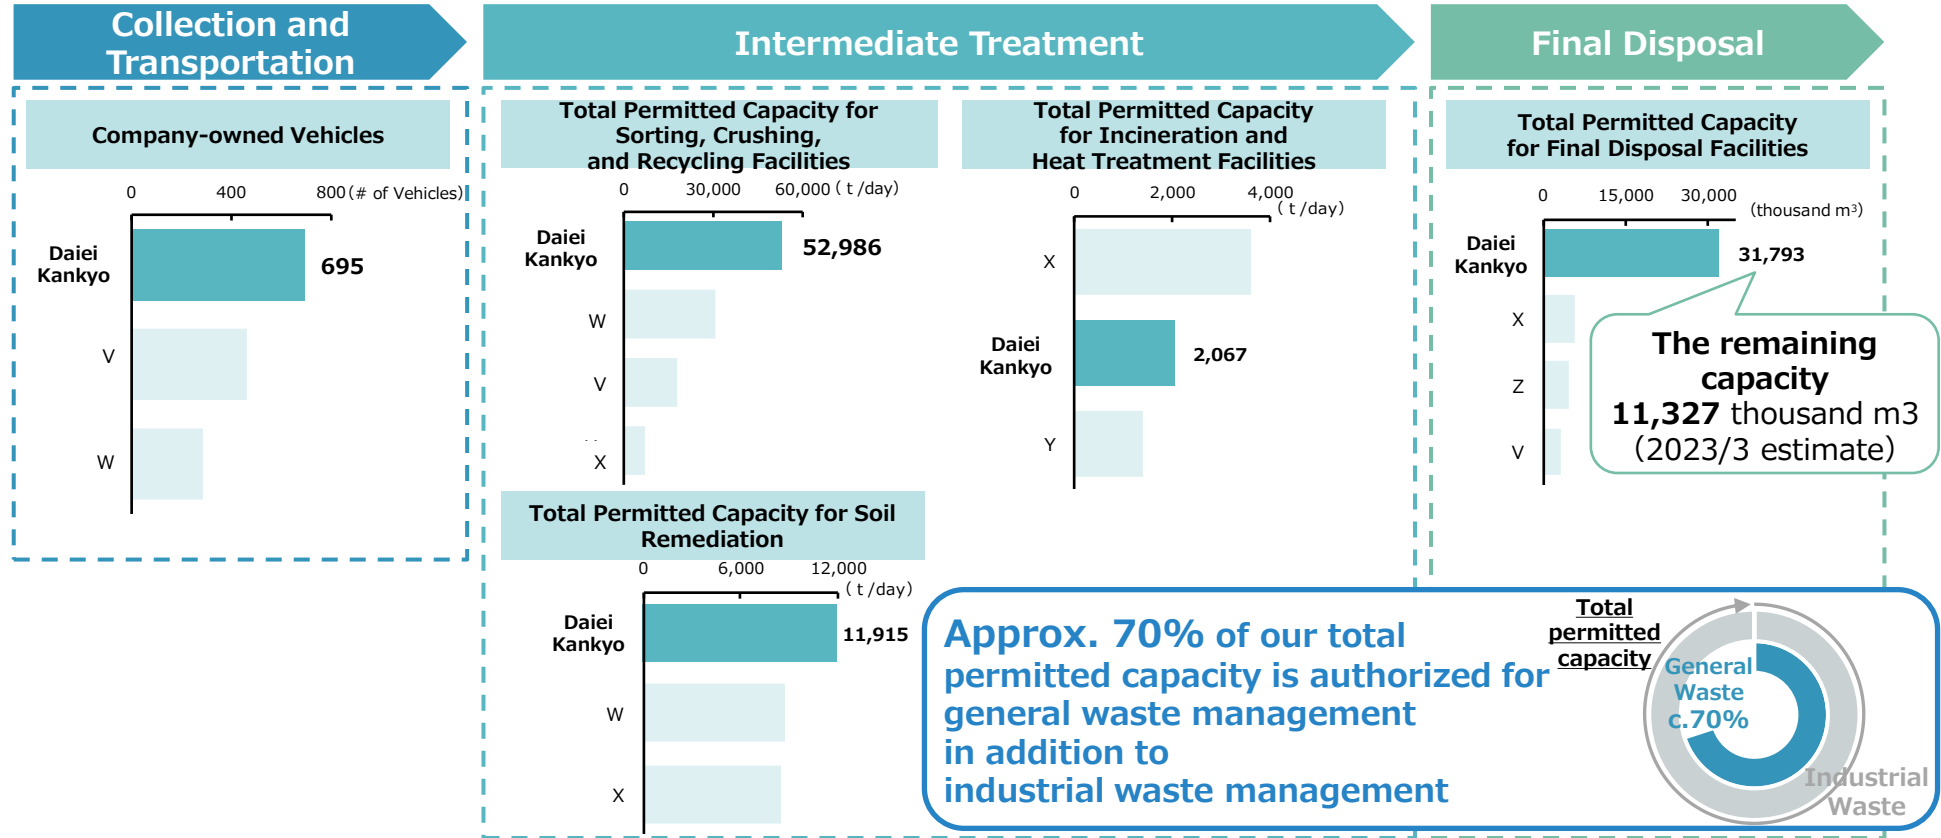 Collection and
Transportation
Intermediate Treatment
Final Disposal
Company-owned Vehicles
0 400 800 (# of Vehicles)
Daiei
Kankyo
695
V
W
Total Permitted Capacity for
Sorting, Crushing,
and Recycling Facilities
0 30,000 60,000 ( t /day)
Daiei
Kankyo
52,986
W
V
X
Total Permitted Capacity
for Incineration and
Heat Treatment Facilities
0 2,000 4,000
( t /day)
X
Daiei
Kankyo
2,067
Y
Total Permitted Capacity
for Final Disposal Facilities
0 15,000 30,000
(thousand m³)
Daiei
Kankyo
31,793
X
Z
V
The remaining
capacity
11,327 thousand m3
(2023/3 estimate)
Total Permitted Capacity for Soil
Remediation
0 6,000 12,000
( t /day)
Daiei
Kankyo
11,915
W
X
Approx. 70% of our total
permitted capacity is authorized for
general waste management
in addition to
industrial waste management
Total
permitted
capacity
General
Waste
c.70%
Industrial
Waste